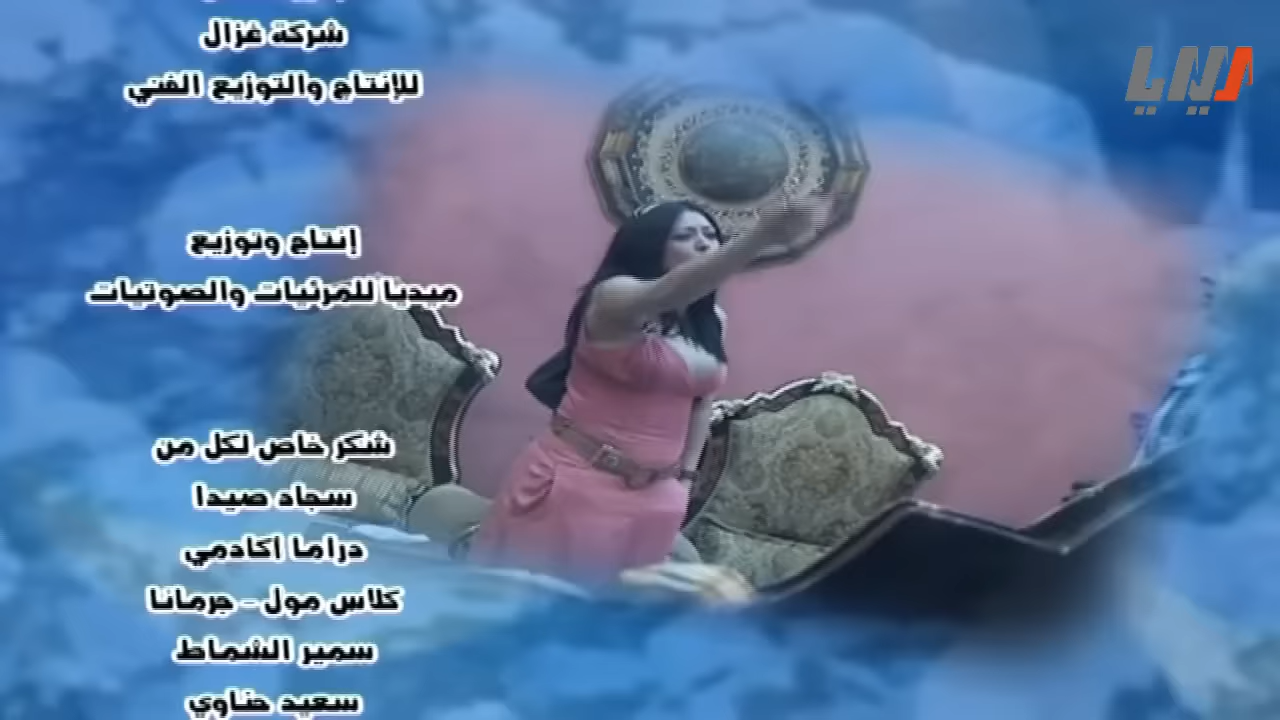 شركة غزال
للإنتاج والتوزيع الفني
إنتاج وتوزيع
ميديا للمرئيات والصوتيات
شكر خاص لكل من
سجاد صيدا
دراما اكادمي
كلاس مول - جرمانا
سمير الشماط
سعيد حناوي